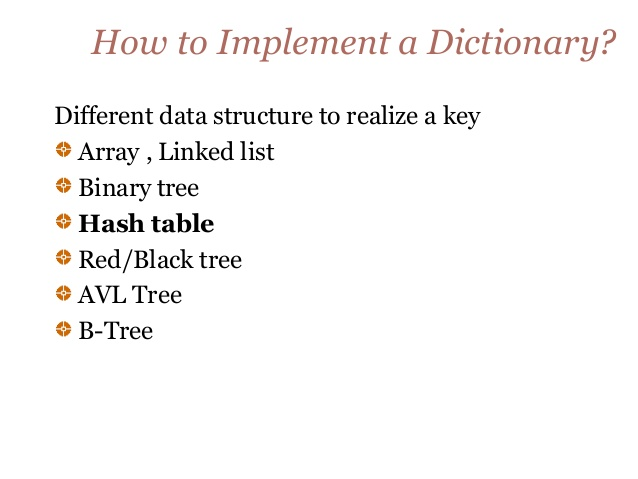 How to Implement a Dictionary?
Different data structure to realize a key
Array , Linked list
Binary tree
Hash table
Red/Black tree
AVL Tree
B-Tree